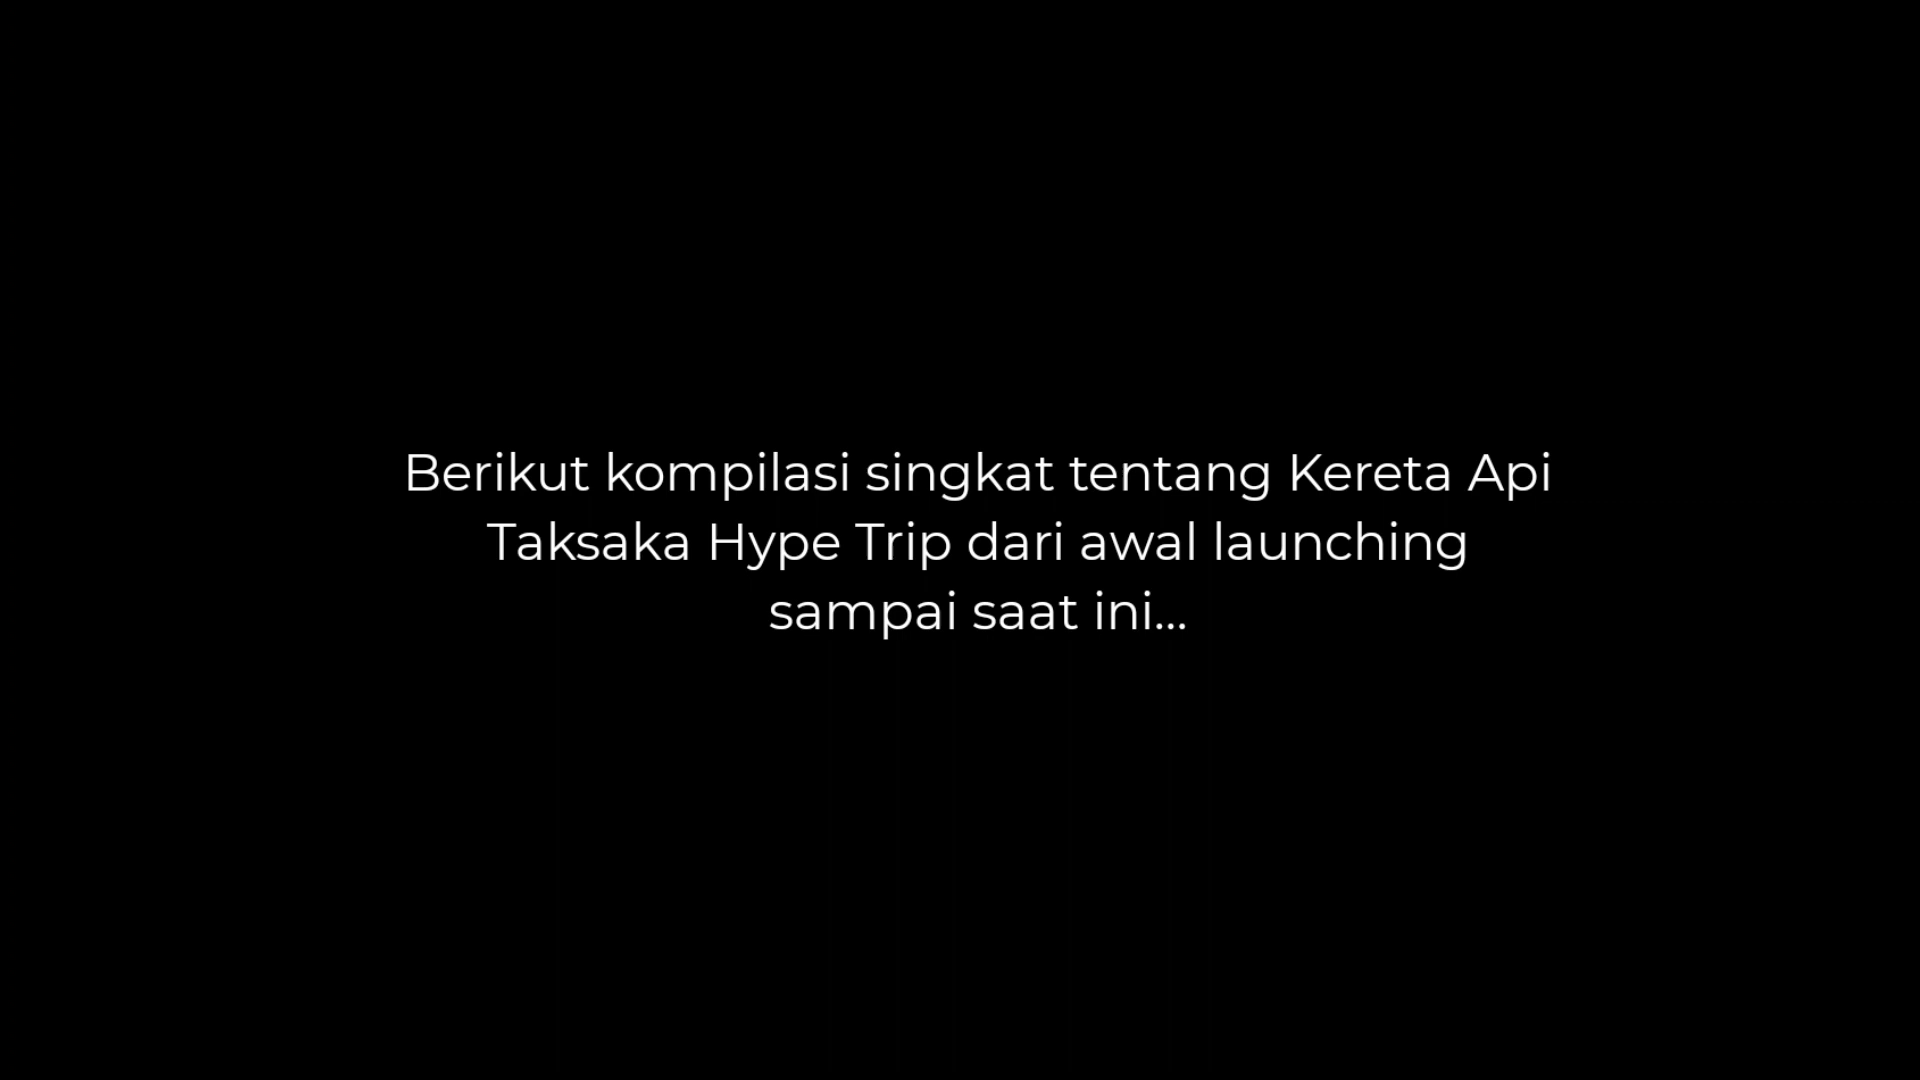 Berikut kompilasi singkat tentang Kereta Api
Taksaka Hype Trip dari awal launching
sampai saat ini...